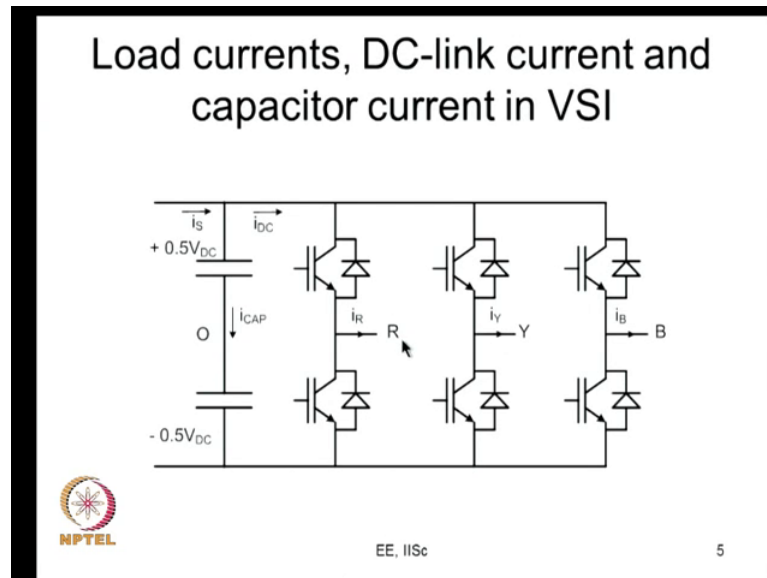 Load currents, DC-link current and
capacitor current in VSI
iS
iDC
+ 0.5VDC
iCAP
iR
iY
iB
O
R
Y
B
- 0.5VDC
NPTEL
EE, IISc
5